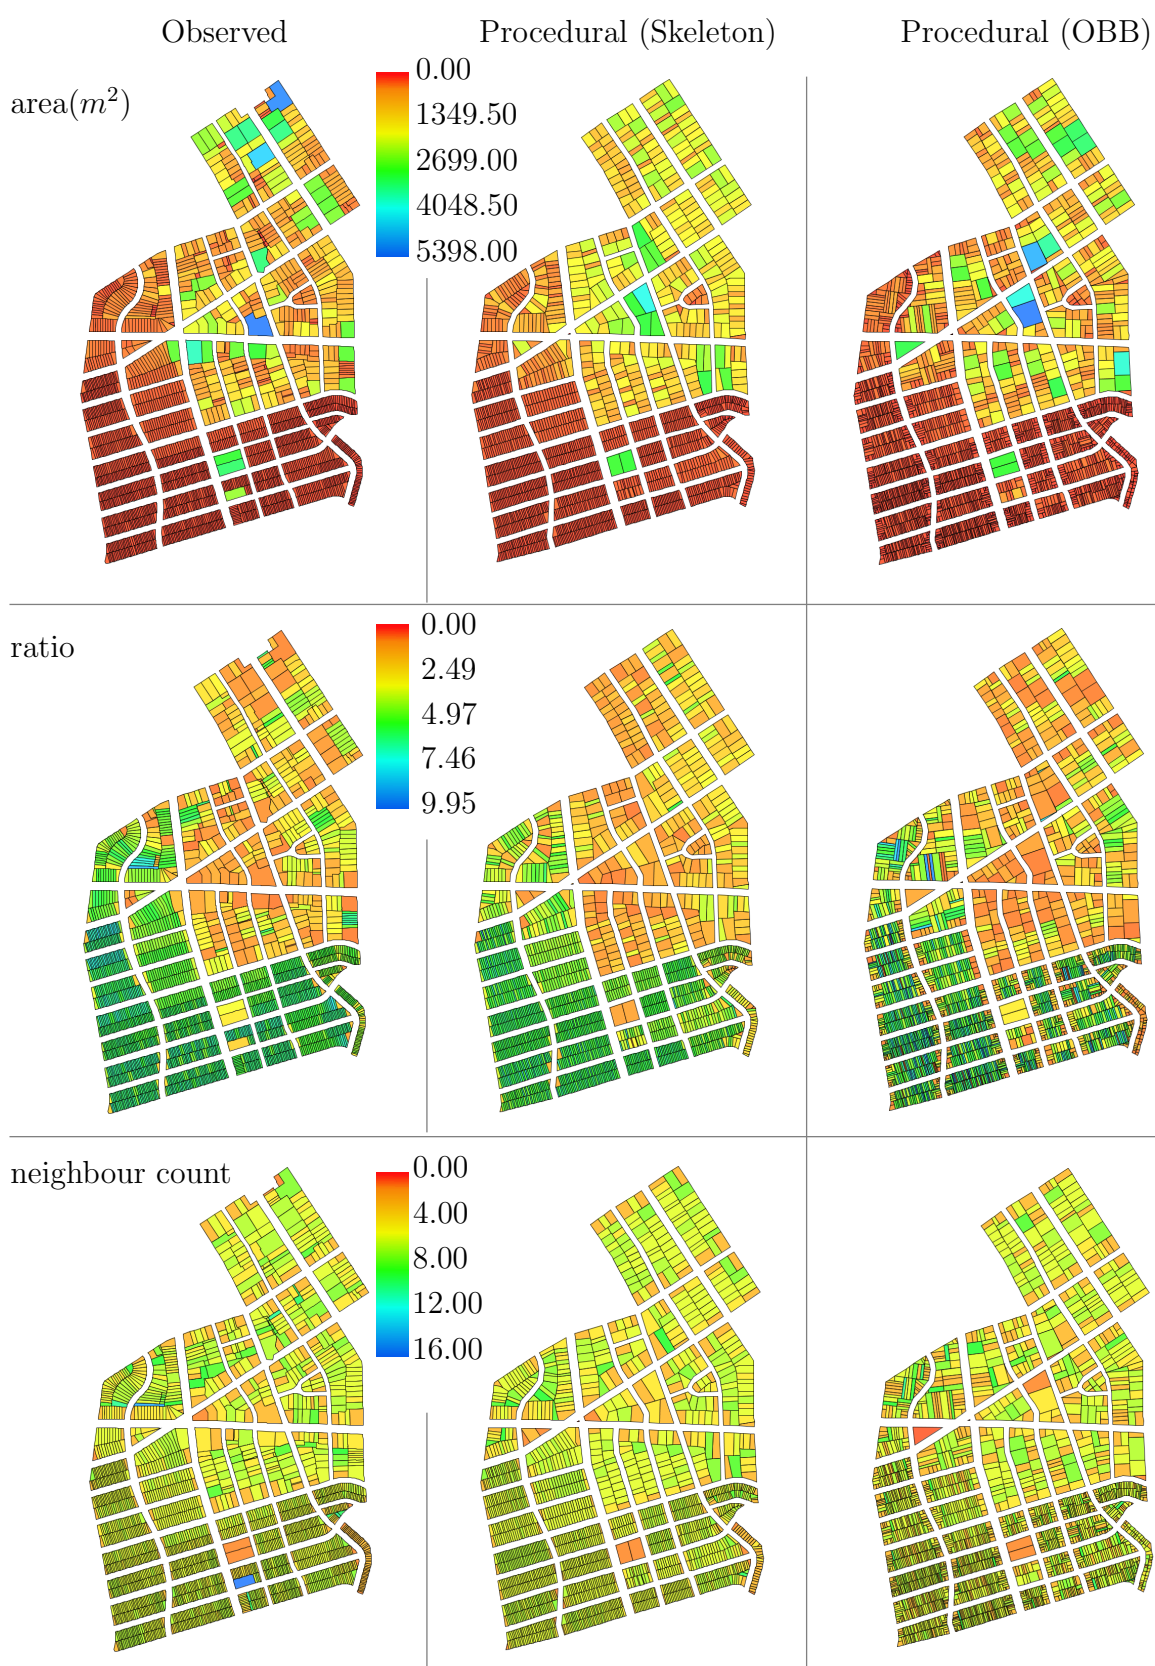 Observed
Procedural (Skeleton)
Procedural (OBB)
area(m²)
0.00
1349.50
2699.00
4048.50
5398.00
ratio
0.00
2.49
4.97
7.46
9.95
neighbour count
0.00
4.00
8.00
12.00
16.00